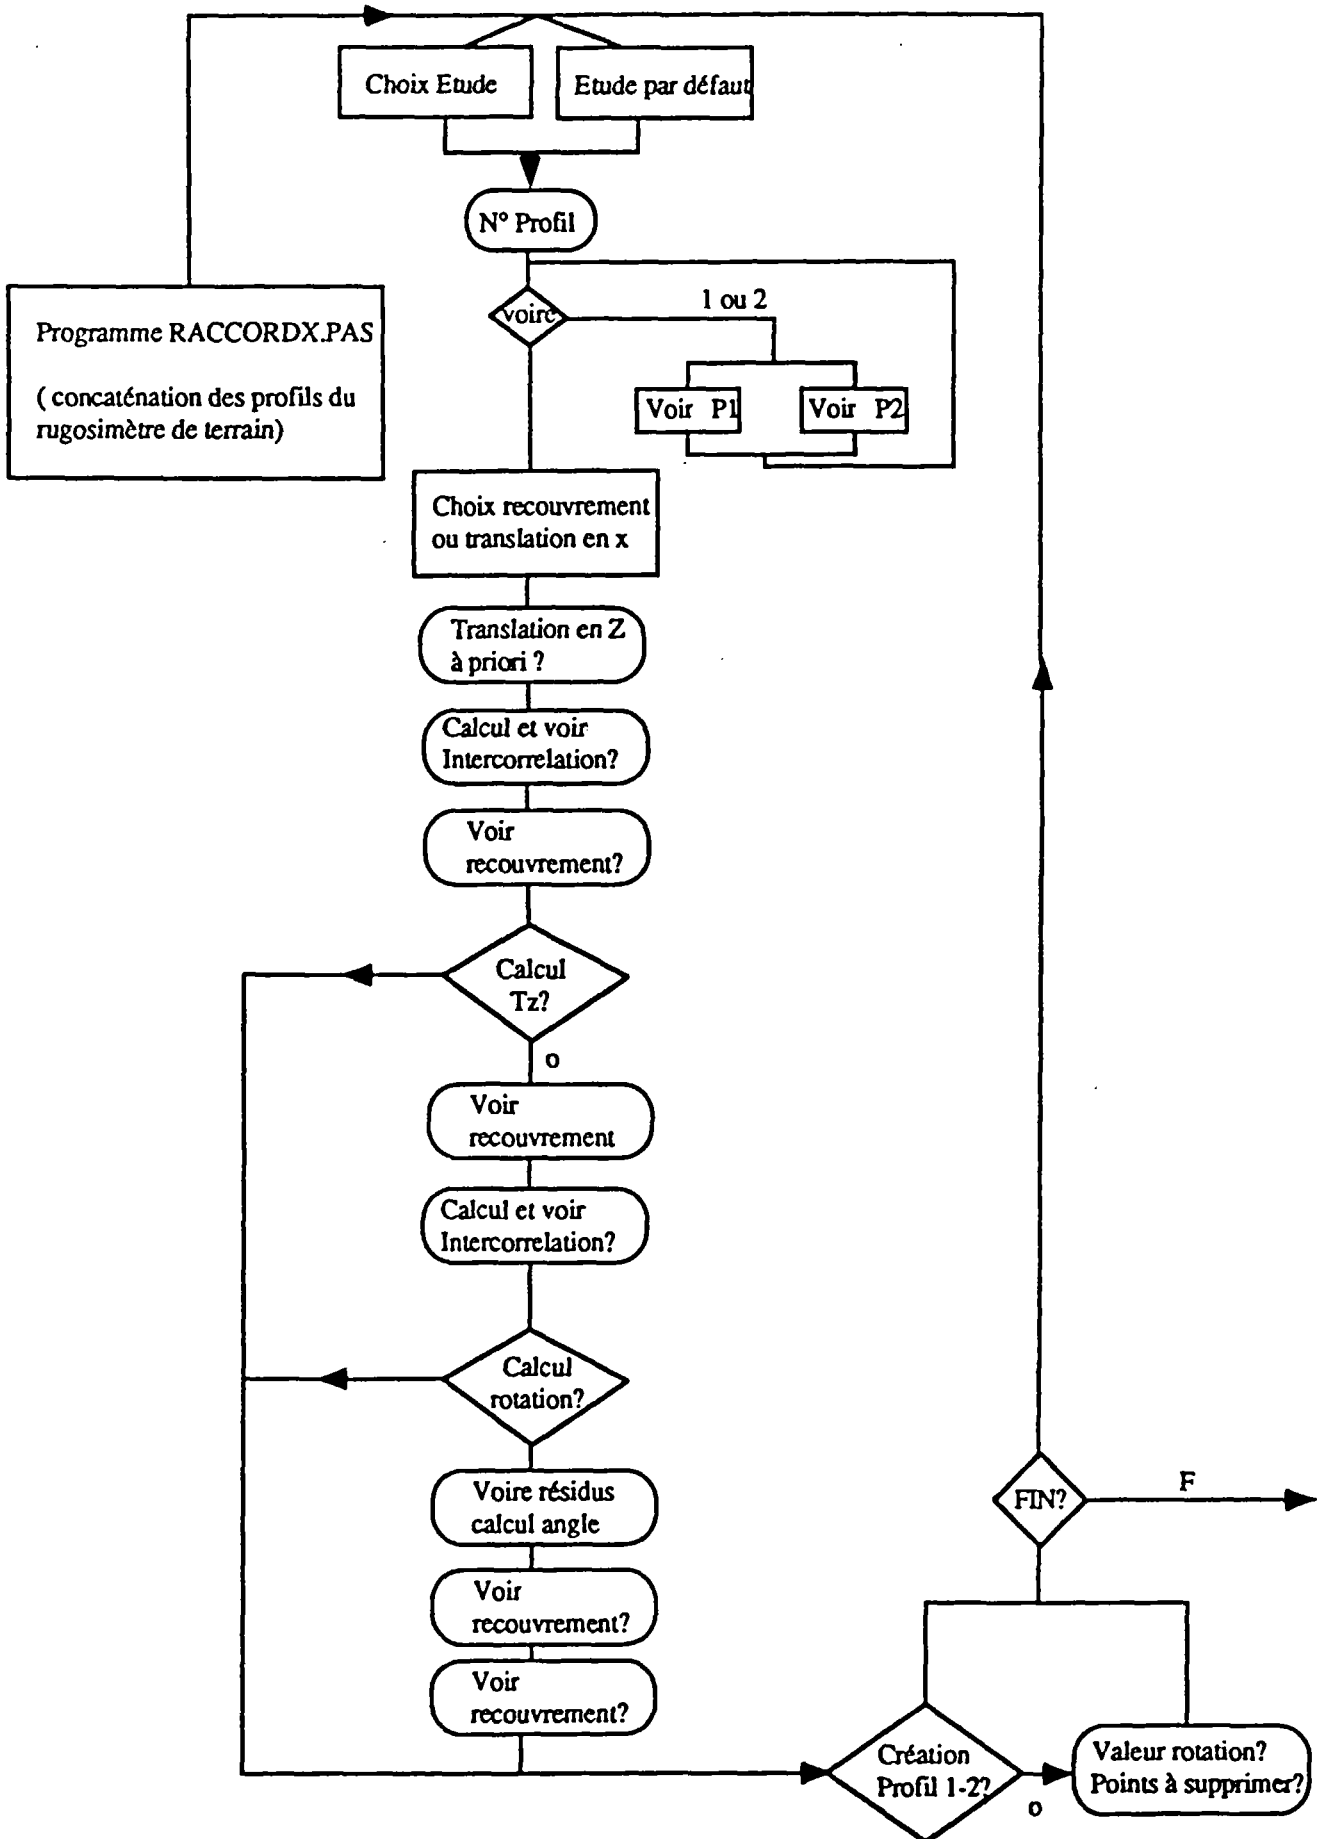 Choix Etude
Etude par défaut
N° Profil
voire
1 ou 2
Programme RACCORDX.PAS
( concaténation des profils du
rugosimètre de terrain)
Voir P1
Voir P2
Choix recouvrement
ou translation en x
Translation en Z
à priori ?
Calcul et voir
Intercorrelation?
Voir
recouvrement?
Calcul
Tz?
o
Voir
recouvrement
Calcul et voir
Intercorrelation?
Calcul
rotation?
Voire résidus
calcul angle
Voir
recouvrement?
Voir
recouvrement?
FIN?
F
Création
Profil 1-2?
o
Valeur rotation?
Points à supprimer?